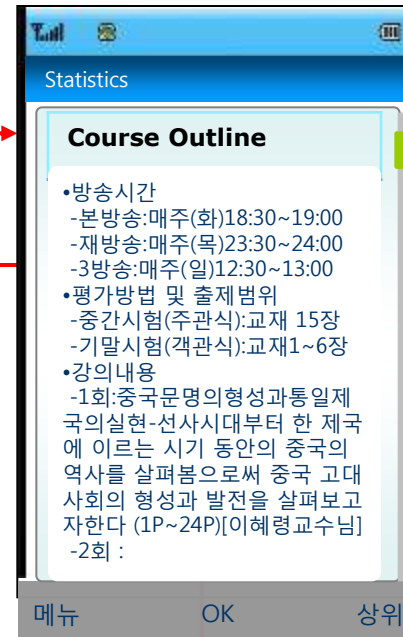 Statistics
Course Outline
•방송시간
-본방송:매주(화)18:30~19:00
-재방송:매주(목)23:30~24:00
-3방송:매주(일)12:30~13:00
•평가방법 및 출제범위
-중간시험(주관식):교재 15장
-기말시험(객관식):교재1~6장
•강의내용
-1회:중국문명의형성과통일제
국의실현-선사시대부터 한 제국
에 이르는 시기 동안의 중국의
역사를 살펴봄으로써 중국 고대
사회의 형성과 발전을 살펴보고
자한다 (1P~24P)[이혜령교수님]
-2회 :
메뉴 OK 상위